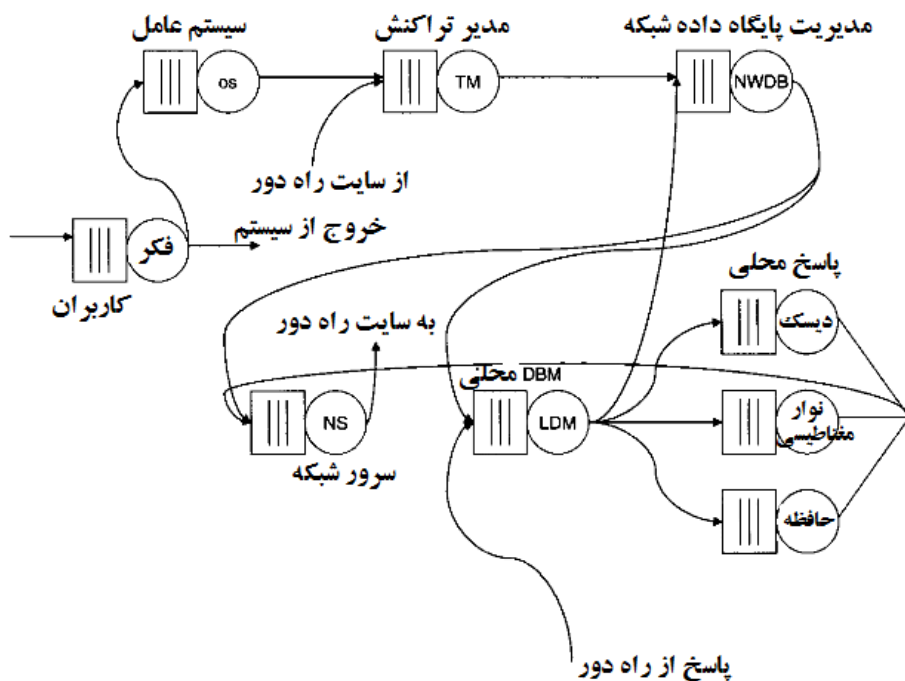 سیستم عامل
مدیر تراکنش
مدیریت پایگاه داده شبکه
os
TM
NWDB
از سایت راه دور
فکر
خروج از سیستم
کاربران
پاسخ محلی
دیسک
به سایت راه دور
DBM محلی
NS
LDM
نوار
مغناطیسی
سرور شبکه
حافظه
پاسخ از راه دور